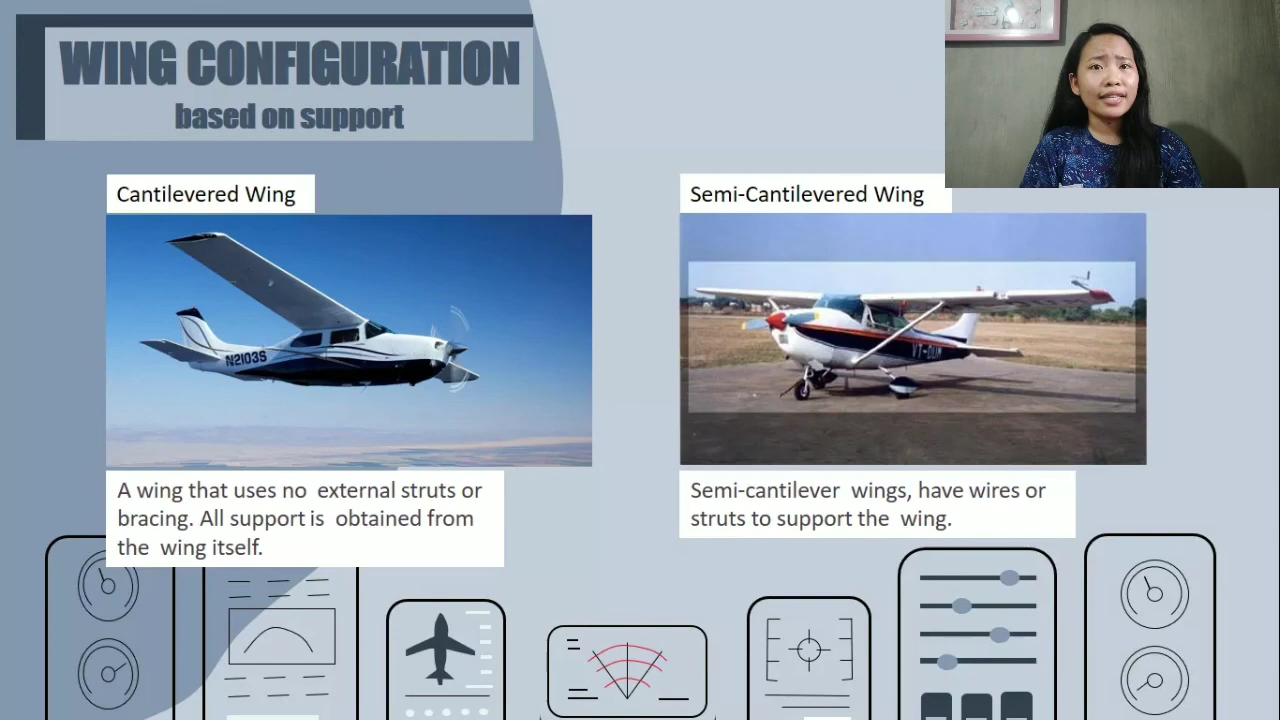 WING CONFIGURATION
based on support
Cantilevered Wing
Semi-Cantilevered Wing
N2103S
A wing that uses no external struts or
bracing. All support is obtained from
the wing itself.
Semi-cantilever wings, have wires or
struts to support the wing.